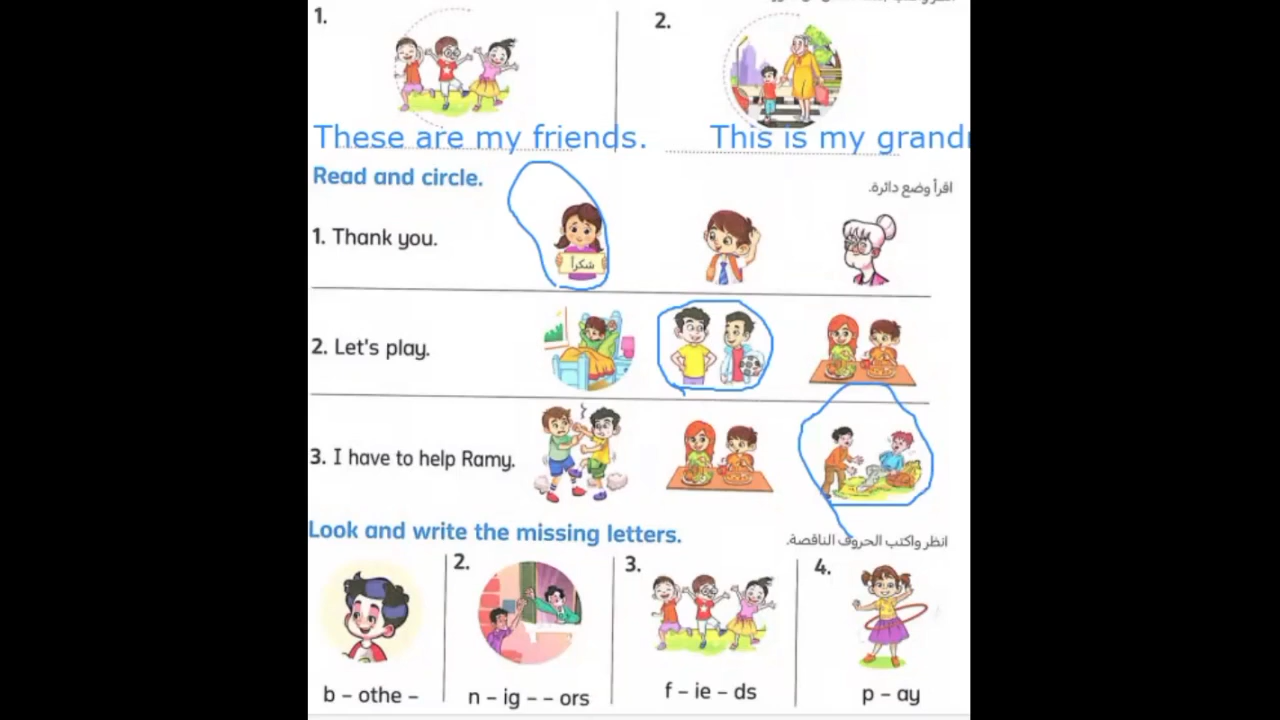 1.
2.
These are my friends.
This is my
Read and circle.
اقرأ وضع دائرة.
1. Thank you.
شكراً
2. Let's play.
3. I have to help Ramy.
Look and write the missing letters.
انظر واكتب الحروف الناقصة.
2.
3.
4.
b – othe –
n – ig – – ors
f – ie – ds
p – ay